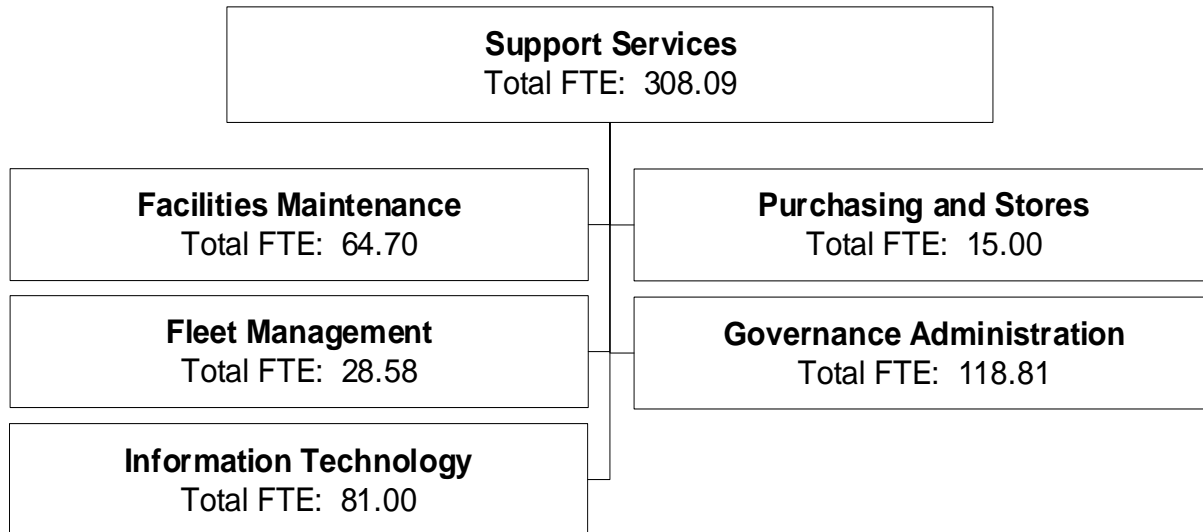 Support Services
Total FTE: 308.09
Facilities Maintenance
Total FTE: 64.70
Purchasing and Stores
Total FTE: 15.00
Fleet Management
Total FTE: 28.58
Governance Administration
Total FTE: 118.81
Information Technology
Total FTE: 81.00